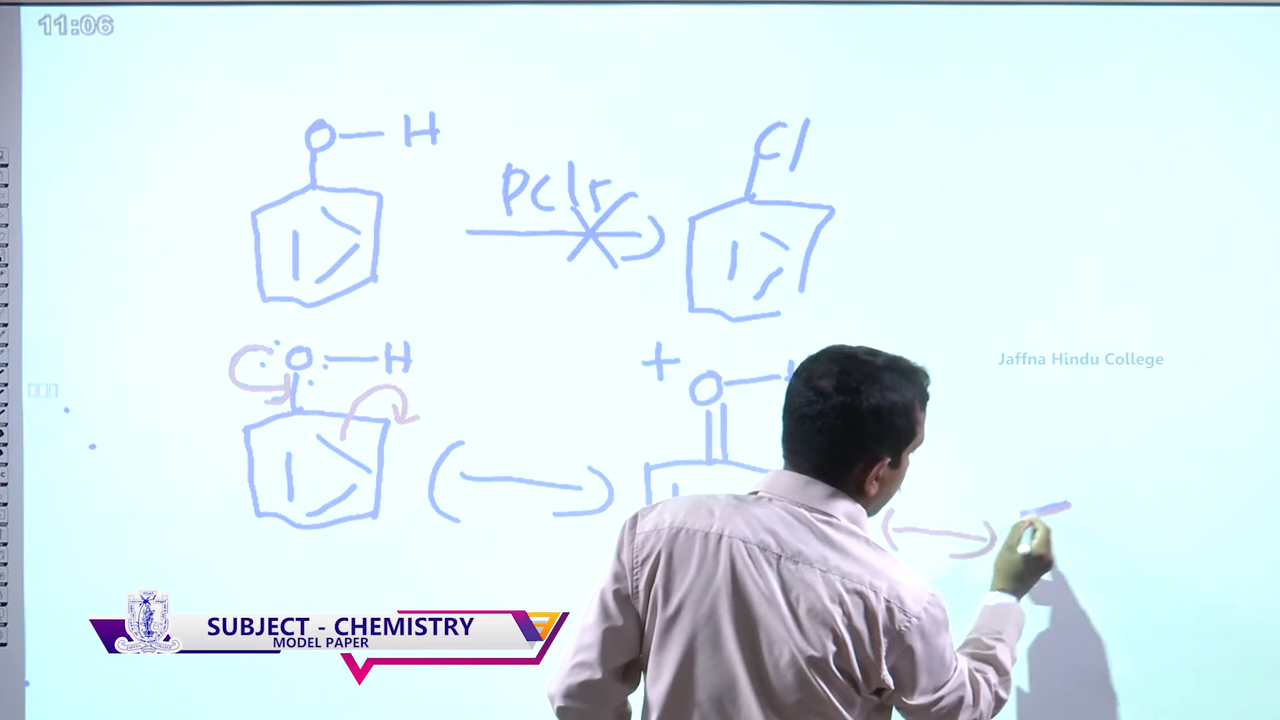 11:06
O — H
PCl5
Cl
O — H
+
O
Jaffna Hindu College
SUBJECT - CHEMISTRY
MODEL PAPER